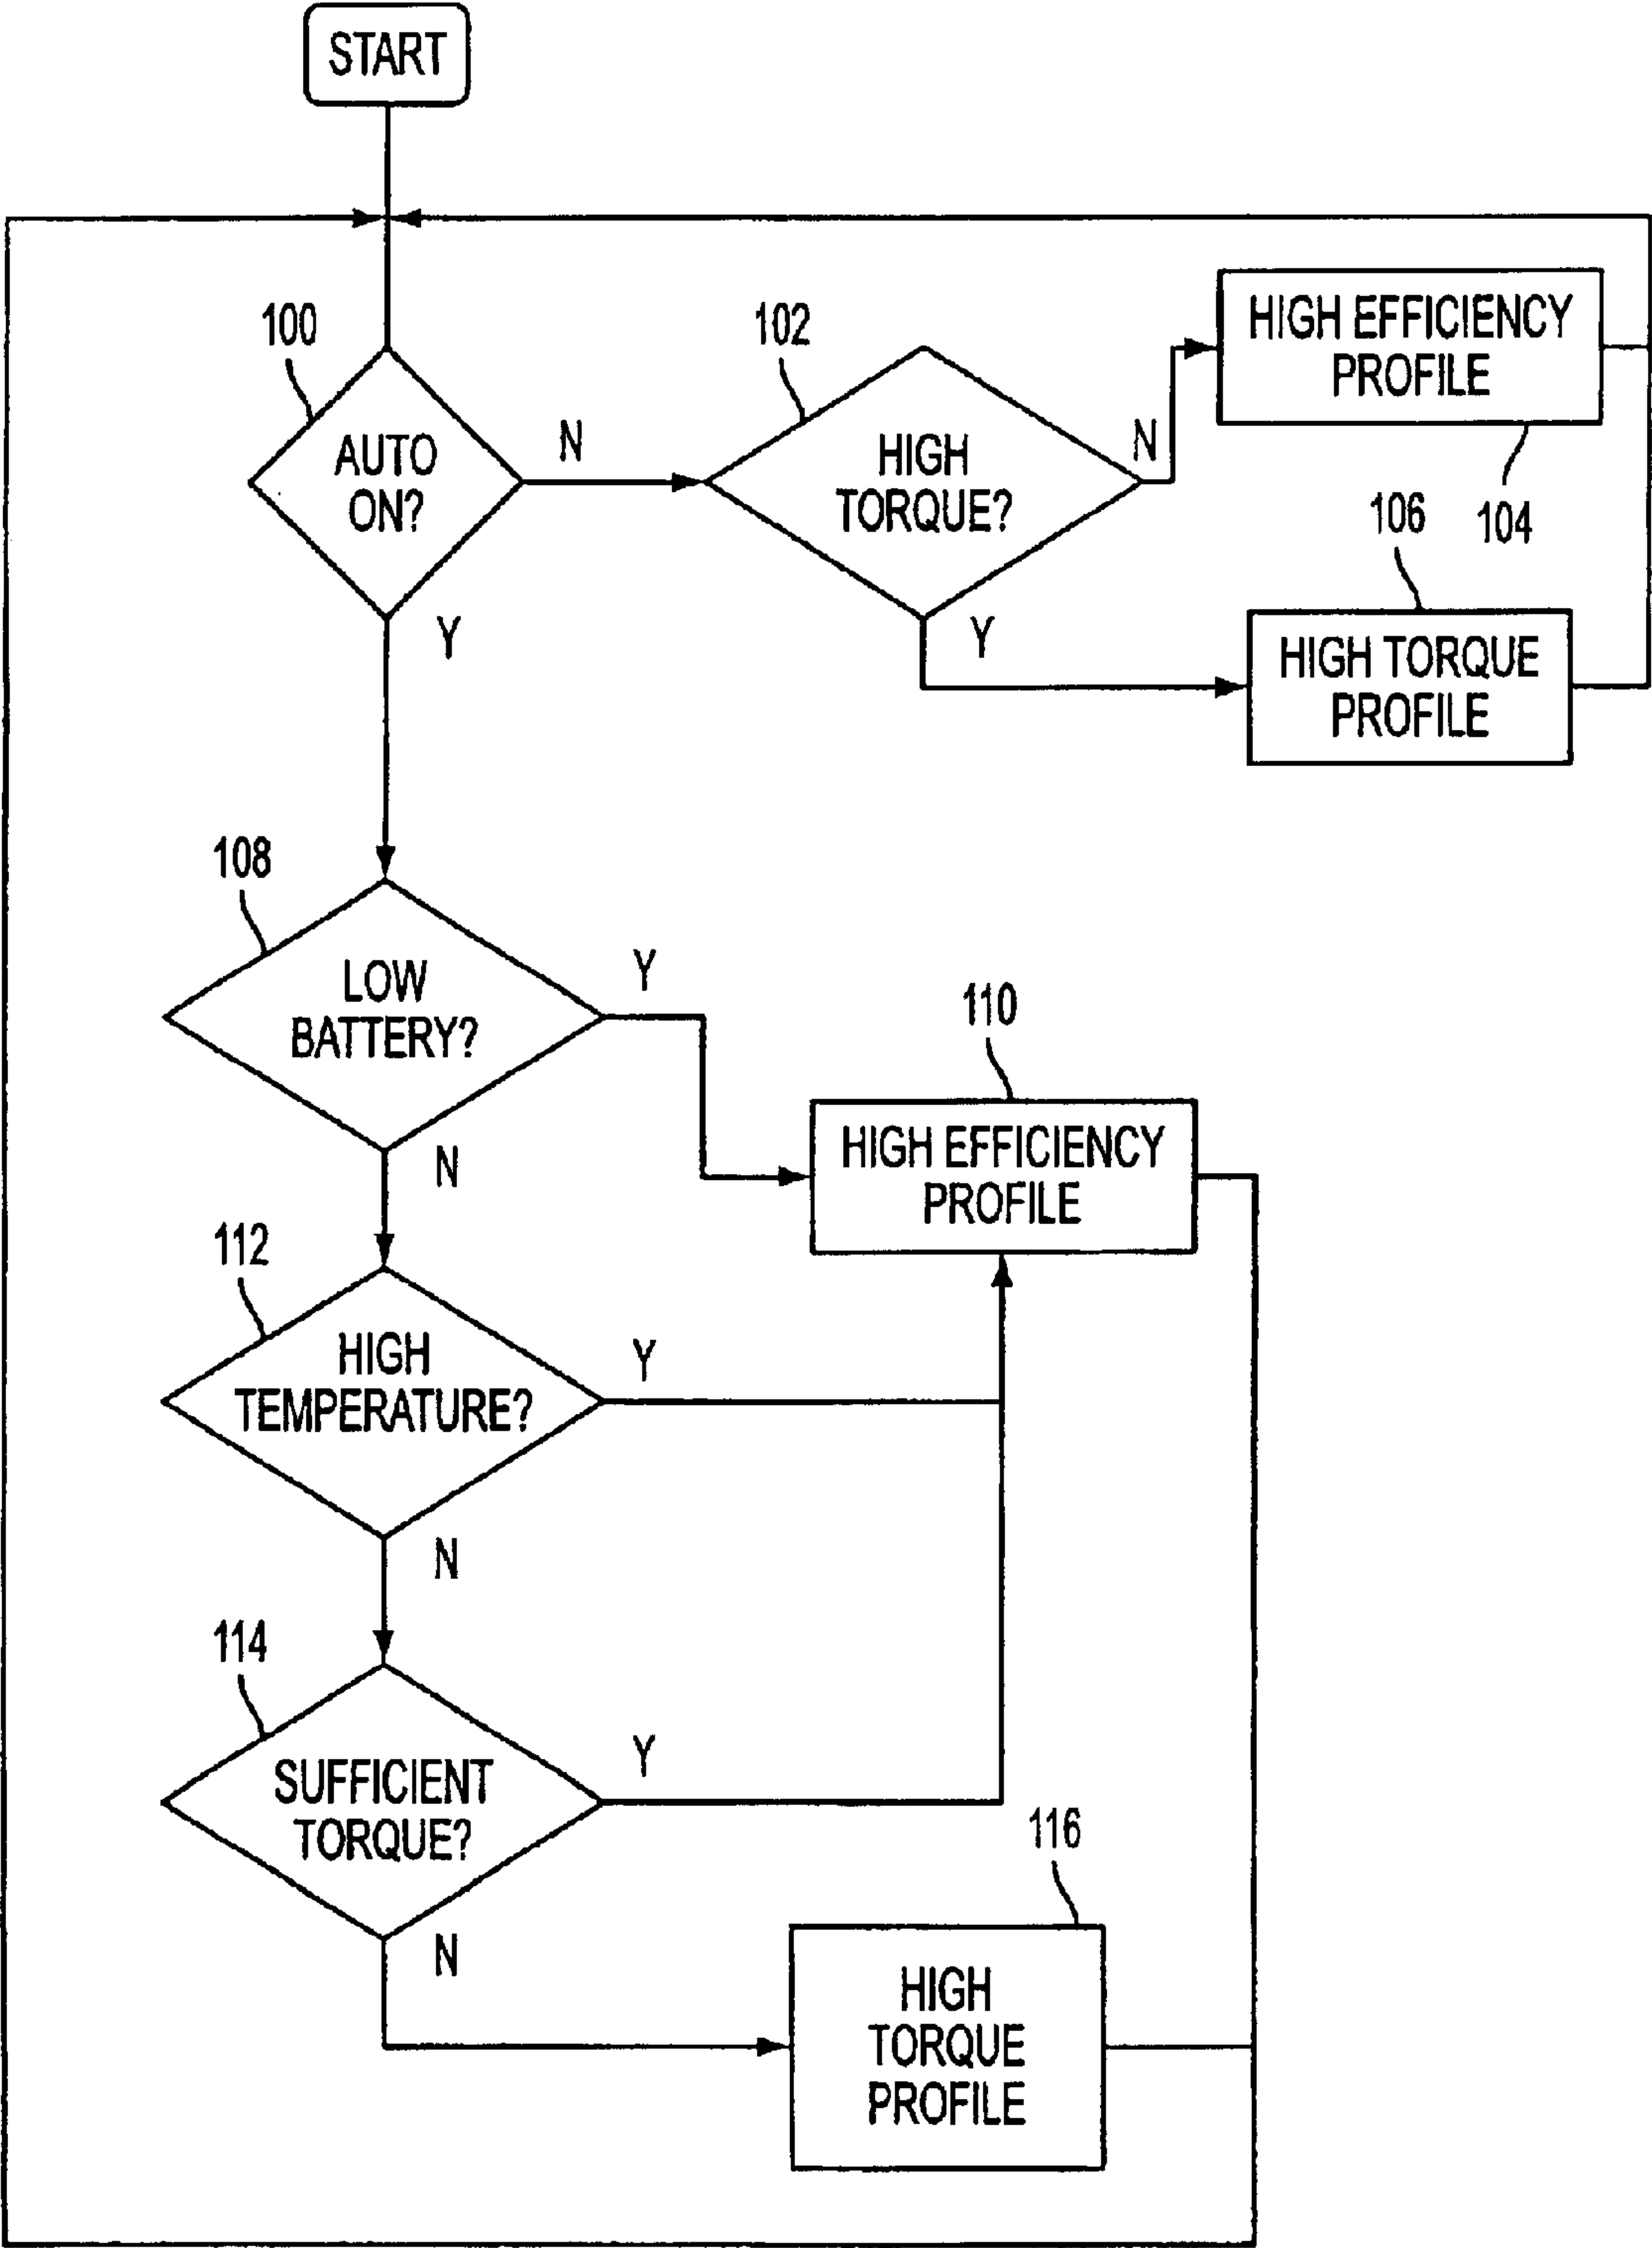 START
100
AUTO
ON?
N
Y
102
HIGH
TORQUE?
N
Y
HIGH EFFICIENCY
PROFILE
104
106
HIGH TORQUE
PROFILE
108
LOW
BATTERY?
Y
N
110
HIGH EFFICIENCY
PROFILE
112
HIGH
TEMPERATURE?
Y
N
114
SUFFICIENT
TORQUE?
Y
N
116
HIGH
TORQUE
PROFILE